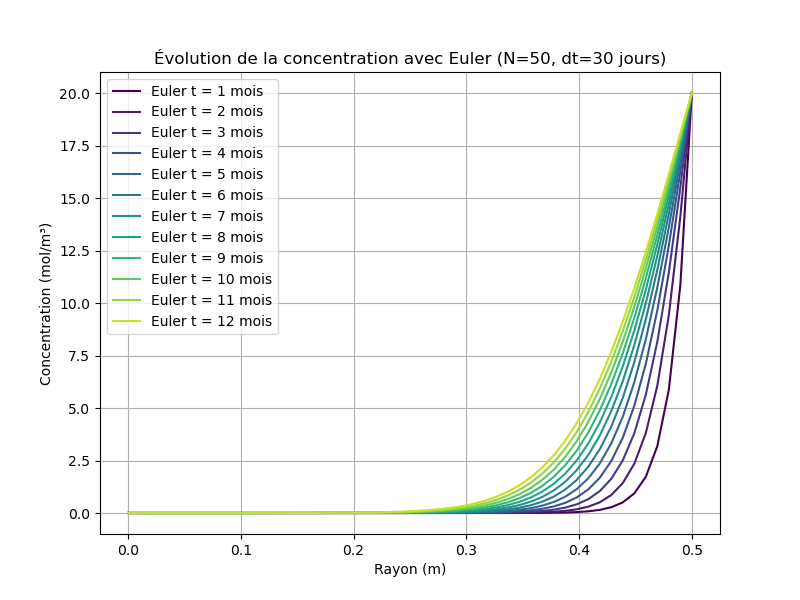 Évolution de la concentration avec Euler (N=50, dt=30 jours)
Euler t = 1 mois
Euler t = 2 mois
Euler t = 3 mois
Euler t = 4 mois
Euler t = 5 mois
Euler t = 6 mois
Euler t = 7 mois
Euler t = 8 mois
Euler t = 9 mois
Euler t = 10 mois
Euler t = 11 mois
Euler t = 12 mois
Concentration (mol/m³)
20.0
17.5
15.0
12.5
10.0
7.5
5.0
2.5
0.0
0.0 0.1 0.2 0.3 0.4 0.5
Rayon (m)